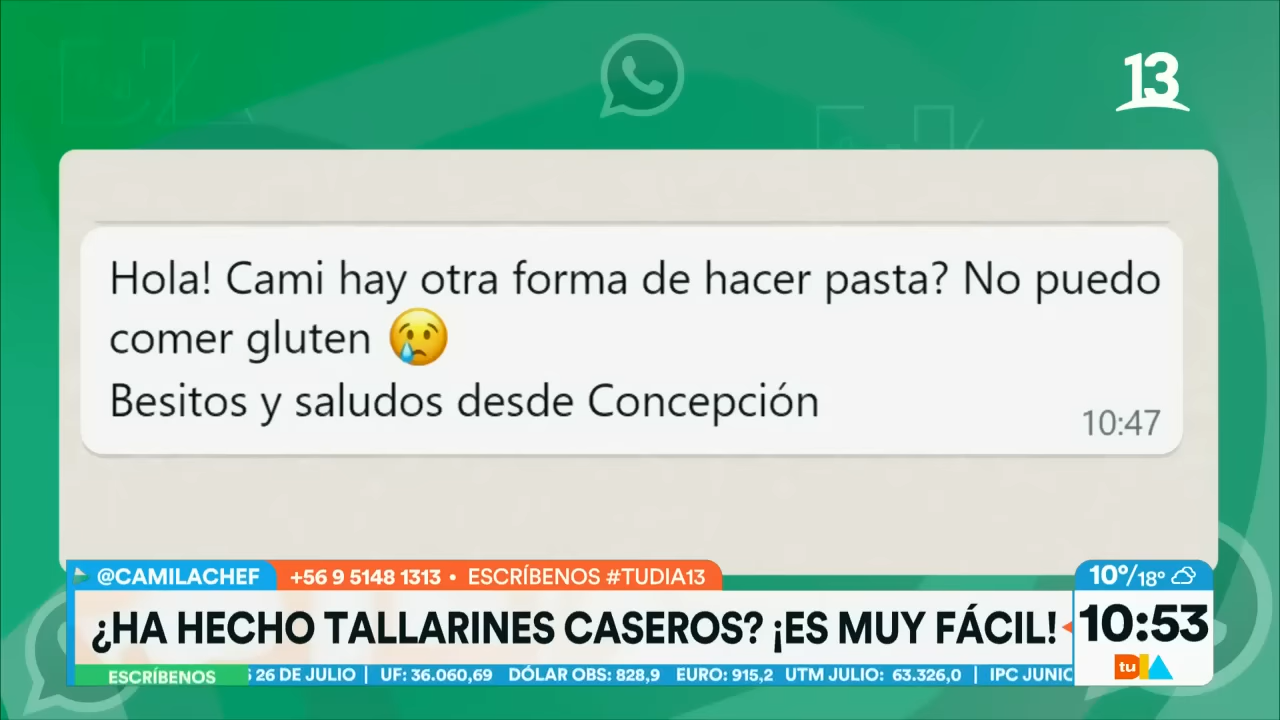 13
Hola! Cami hay otra forma de hacer pasta? No puedo
comer gluten 😢
Besitos y saludos desde Concepción
10:47
@CAMILACHEF
+56 9 5148 1313 • ESCRÍBENOS #TUDIA13
10°/18°
¿HA HECHO TALLARINES CASEROS? ¡ES MUY FÁCIL!
10:53
tu DÍA
ESCRÍBENOS
S 26 DE JULIO | UF: 36.060,69 DÓLAR OBS: 828,9 EURO: 915,2 UTM JULIO: 63.326,0 | IPC JUNIC